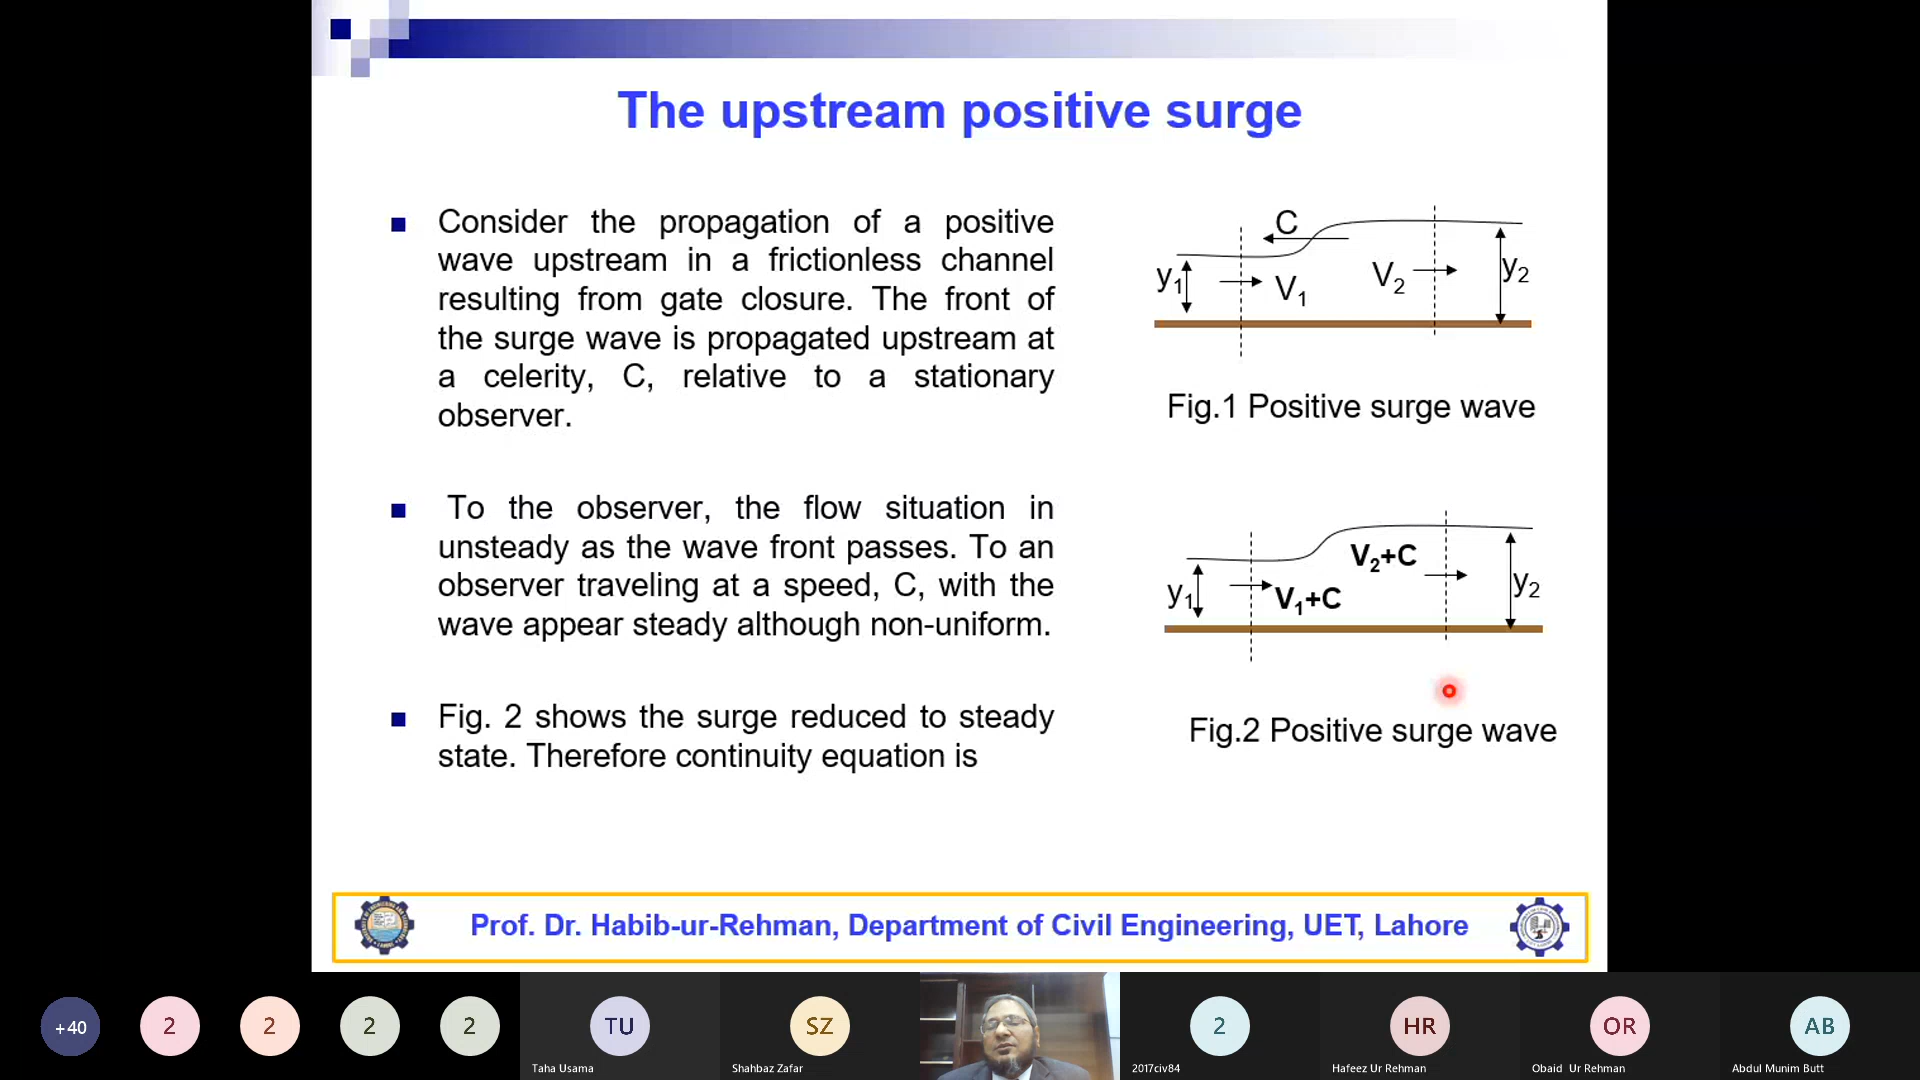 The upstream positive surge
Consider the propagation of a positive
wave upstream in a frictionless channel
resulting from gate closure. The front of
the surge wave is propagated upstream at
a celerity, C, relative to a stationary
observer.
To the observer, the flow situation in
unsteady as the wave front passes. To an
observer traveling at a speed, C, with the
wave appear steady although non-uniform.
Fig. 2 shows the surge reduced to steady
state. Therefore continuity equation is
C
y1
V1
V2
y2
Fig.1 Positive surge wave
V2+C
y1
V1+C
y2
Fig.2 Positive surge wave
Prof. Dr. Habib-ur-Rehman, Department of Civil Engineering, UET, Lahore
+40
2
2
2
2
TU
Taha Usama
SZ
Shahbaz Zafar
2
2017civ84
HR
Hafeez Ur Rehman
OR
Obaid Ur Rehman
AB
Abdul Munim Butt